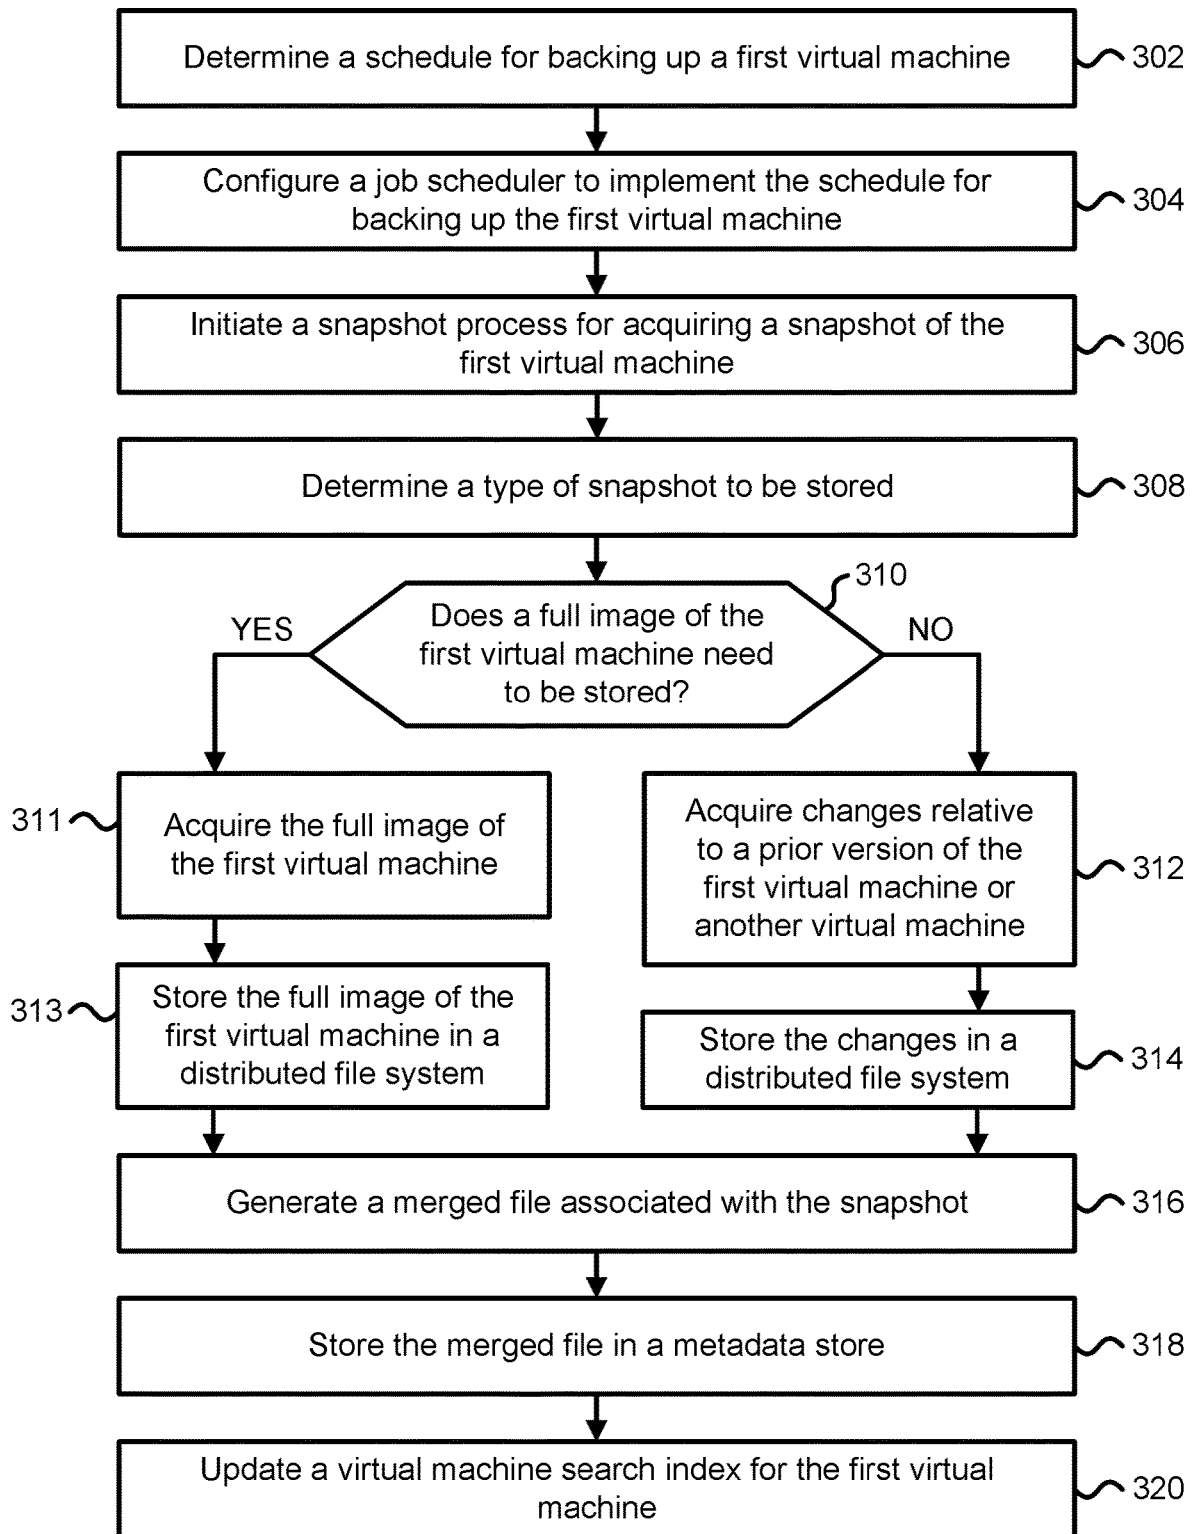 Determine a schedule for backing up a first virtual machine
302
Configure a job scheduler to implement the schedule for
backing up the first virtual machine
304
Initiate a snapshot process for acquiring a snapshot of the
first virtual machine
306
Determine a type of snapshot to be stored
308
310
Does a full image of the
first virtual machine need
to be stored?
YES
NO
311
Acquire the full image of
the first virtual machine
Acquire changes relative
to a prior version of the
first virtual machine or
another virtual machine
312
313
Store the full image of the
first virtual machine in a
distributed file system
Store the changes in a
distributed file system
314
Generate a merged file associated with the snapshot
316
Store the merged file in a metadata store
318
Update a virtual machine search index for the first virtual
machine
320